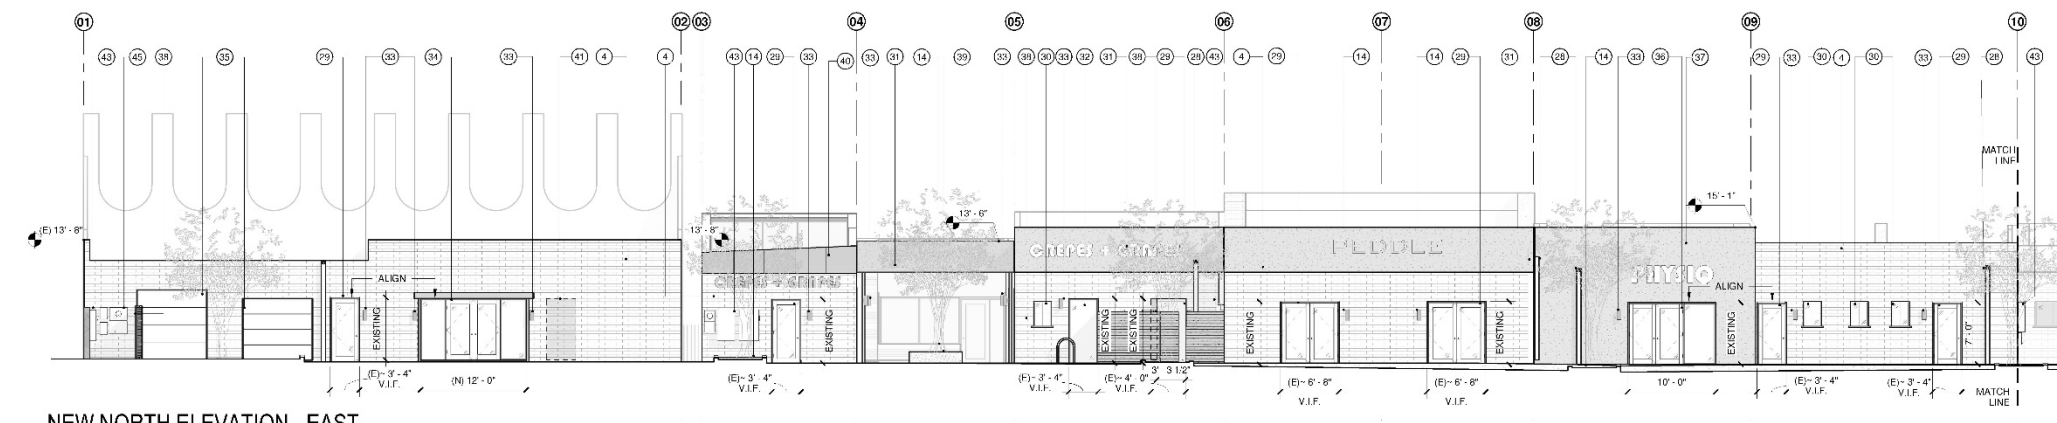 01 02 03 04 05 06 07 08 09 10
43 45 38 35 29 33 34 33 41 4 4 43 14 29 33 40 33 31 14 39 33 38 30 33 32 31 38 29 28 43 4 29 14 14 29 31 28 14 33 36 37 29 33 30 4 30 33 29 28 43
MATCH
LINE
15' - 1"
13' - 6"
(E) 13' - 8"
13' - 8"
CREPES + GRAPES
PEDDLE
PHYSIO
ALIGN
CREPES + GRAPES
ALIGN
EXISTING
EXISTING
EXISTING
EXISTING
EXISTING
EXISTING
EXISTING
7' - 0"
(E)~ 3' - 4"
V.I.F.
(N) 12' - 0"
(E)~ 3' - 4"
V.I.F.
(E)~ 3' - 4"
V.I.F.
(E)~ 4' - 0"
V.I.F.
3'
3 1/2"
(E)~ 6' - 8"
V.I.F.
(E)~ 6' - 8"
V.I.F.
10' - 0"
(E)~ 3' - 4"
V.I.F.
(E)~ 3' - 4"
V.I.F.
MATCH
LINE
NEW NORTH ELEVATION - EAST